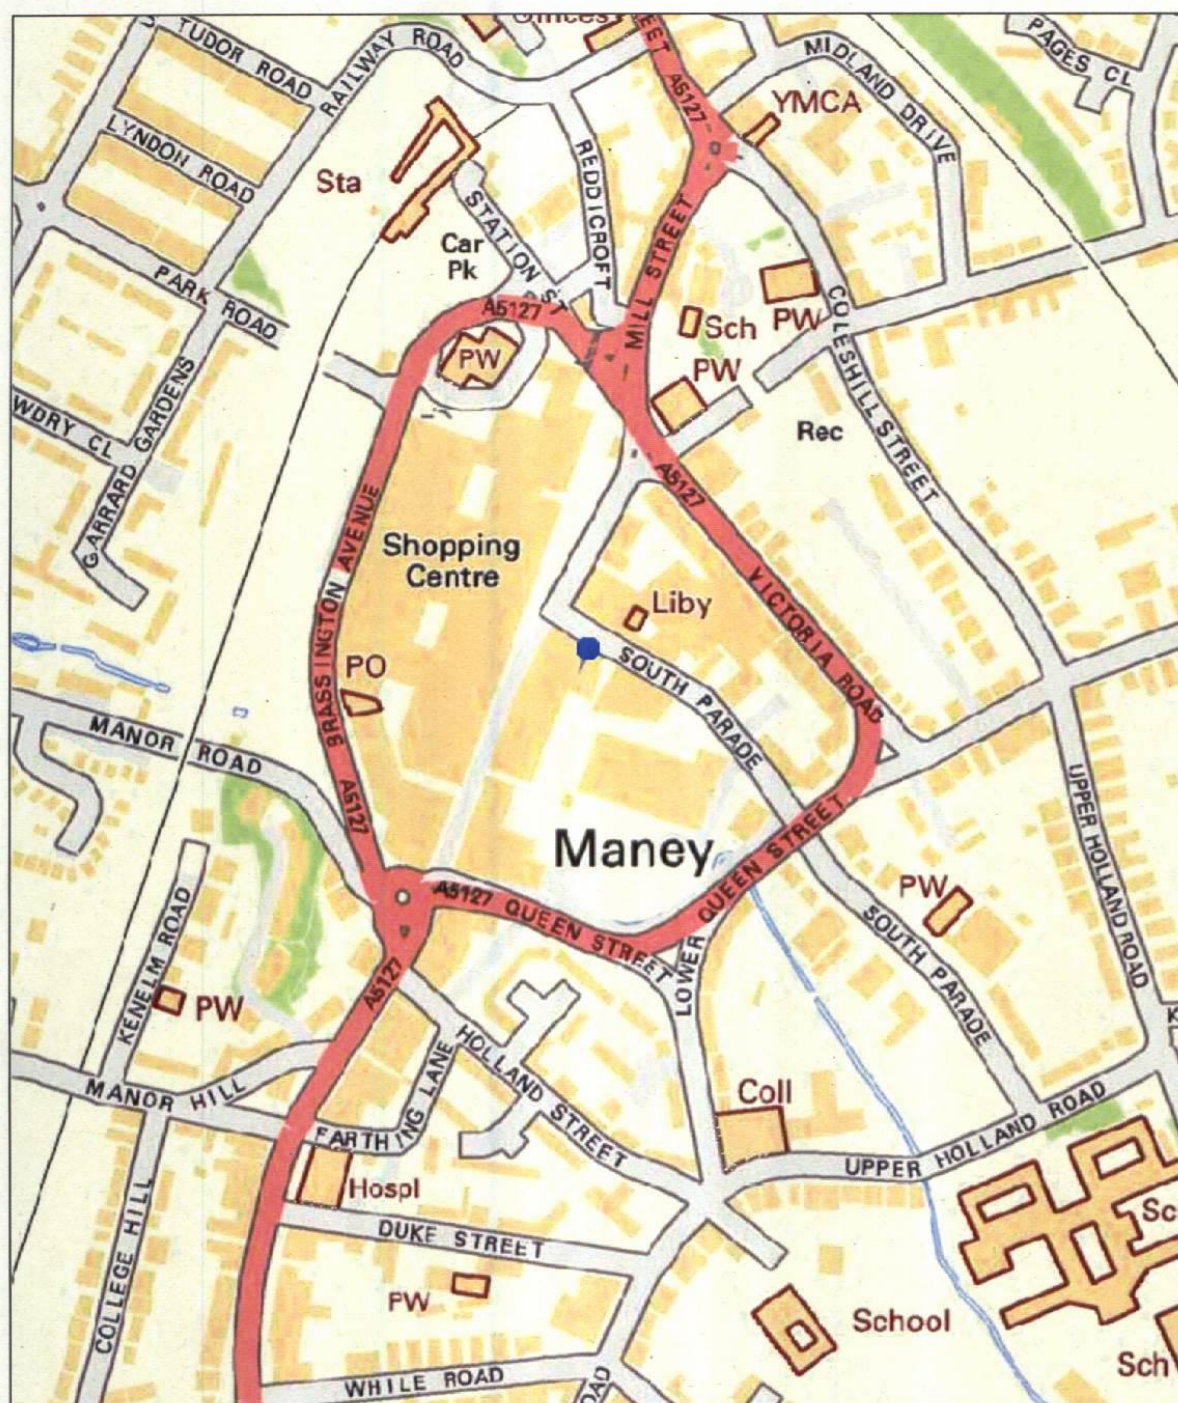 Offices
TUDOR ROAD
RAILWAY ROAD
A5127
MIDLAND DRIVE
PAGES CL
YMCA
LYNDON ROAD
Sta
REDDICROFT
STATION ST
Car
Pk
MILL STREET
PARK ROAD
A5127
PW
Sch
PW
COLESHILL STREET
PW
GARRARD GARDENS
WDRY CL
Rec
A5127
BRASSINGTON AVENUE
Shopping
Centre
VICTORIA ROAD
Liby
PO
SOUTH PARADE
MANOR ROAD
A5127
UPPER HOLLAND ROAD
Maney
A5127 QUEEN STREET
QUEEN STREET
LOWER
PW
SOUTH PARADE
KENELM ROAD
PW
A5127
HOLLAND STREET
MANOR HILL
FARTHING LANE
Coll
UPPER HOLLAND ROAD
Hospl
DUKE STREET
COLLEGE HILL
PW
School
Sc
Sch
WHILE ROAD
OAD